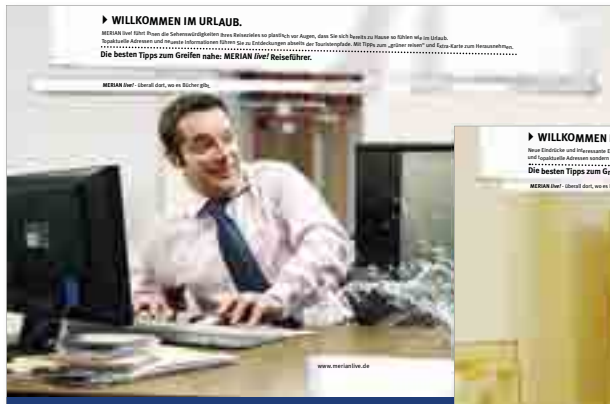 WILLKOMMEN IM URLAUB.
MERIAN live! führt Ihnen die Sehenswürdigkeiten Ihres Reisezieles so plastisch vor Augen, dass Sie sich bereits zu Hause so fühlen wie im Urlaub.
Topaktuelle Adressen und neueste Informationen führen Sie zu Entdeckungen abseits der Touristenpfade. Mit Tipps zum „grüner reisen“ und Extra-Karte zum Herausnehmen.
Die besten Tipps zum Greifen nahe: MERIAN live! Reiseführer.
MERIAN live! - überall dort, wo es Bücher gibt.
www.merianlive.de
WILLKOMMEN
Neue Eindrücke und interessante
und topaktuelle Adressen sondern
Die besten Tipps zum
MERIAN live! - überall dort, wo es